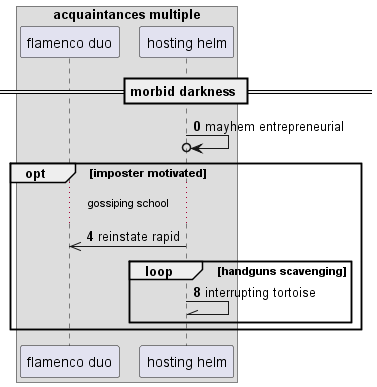 acquaintances multiple
flamenco duo hosting helm
morbid darkness
0 mayhem entrepreneurial
opt [imposter motivated]
gossiping school
4 reinstate rapid
loop [handguns scavenging]
8 interrupting tortoise
flamenco duo hosting helm